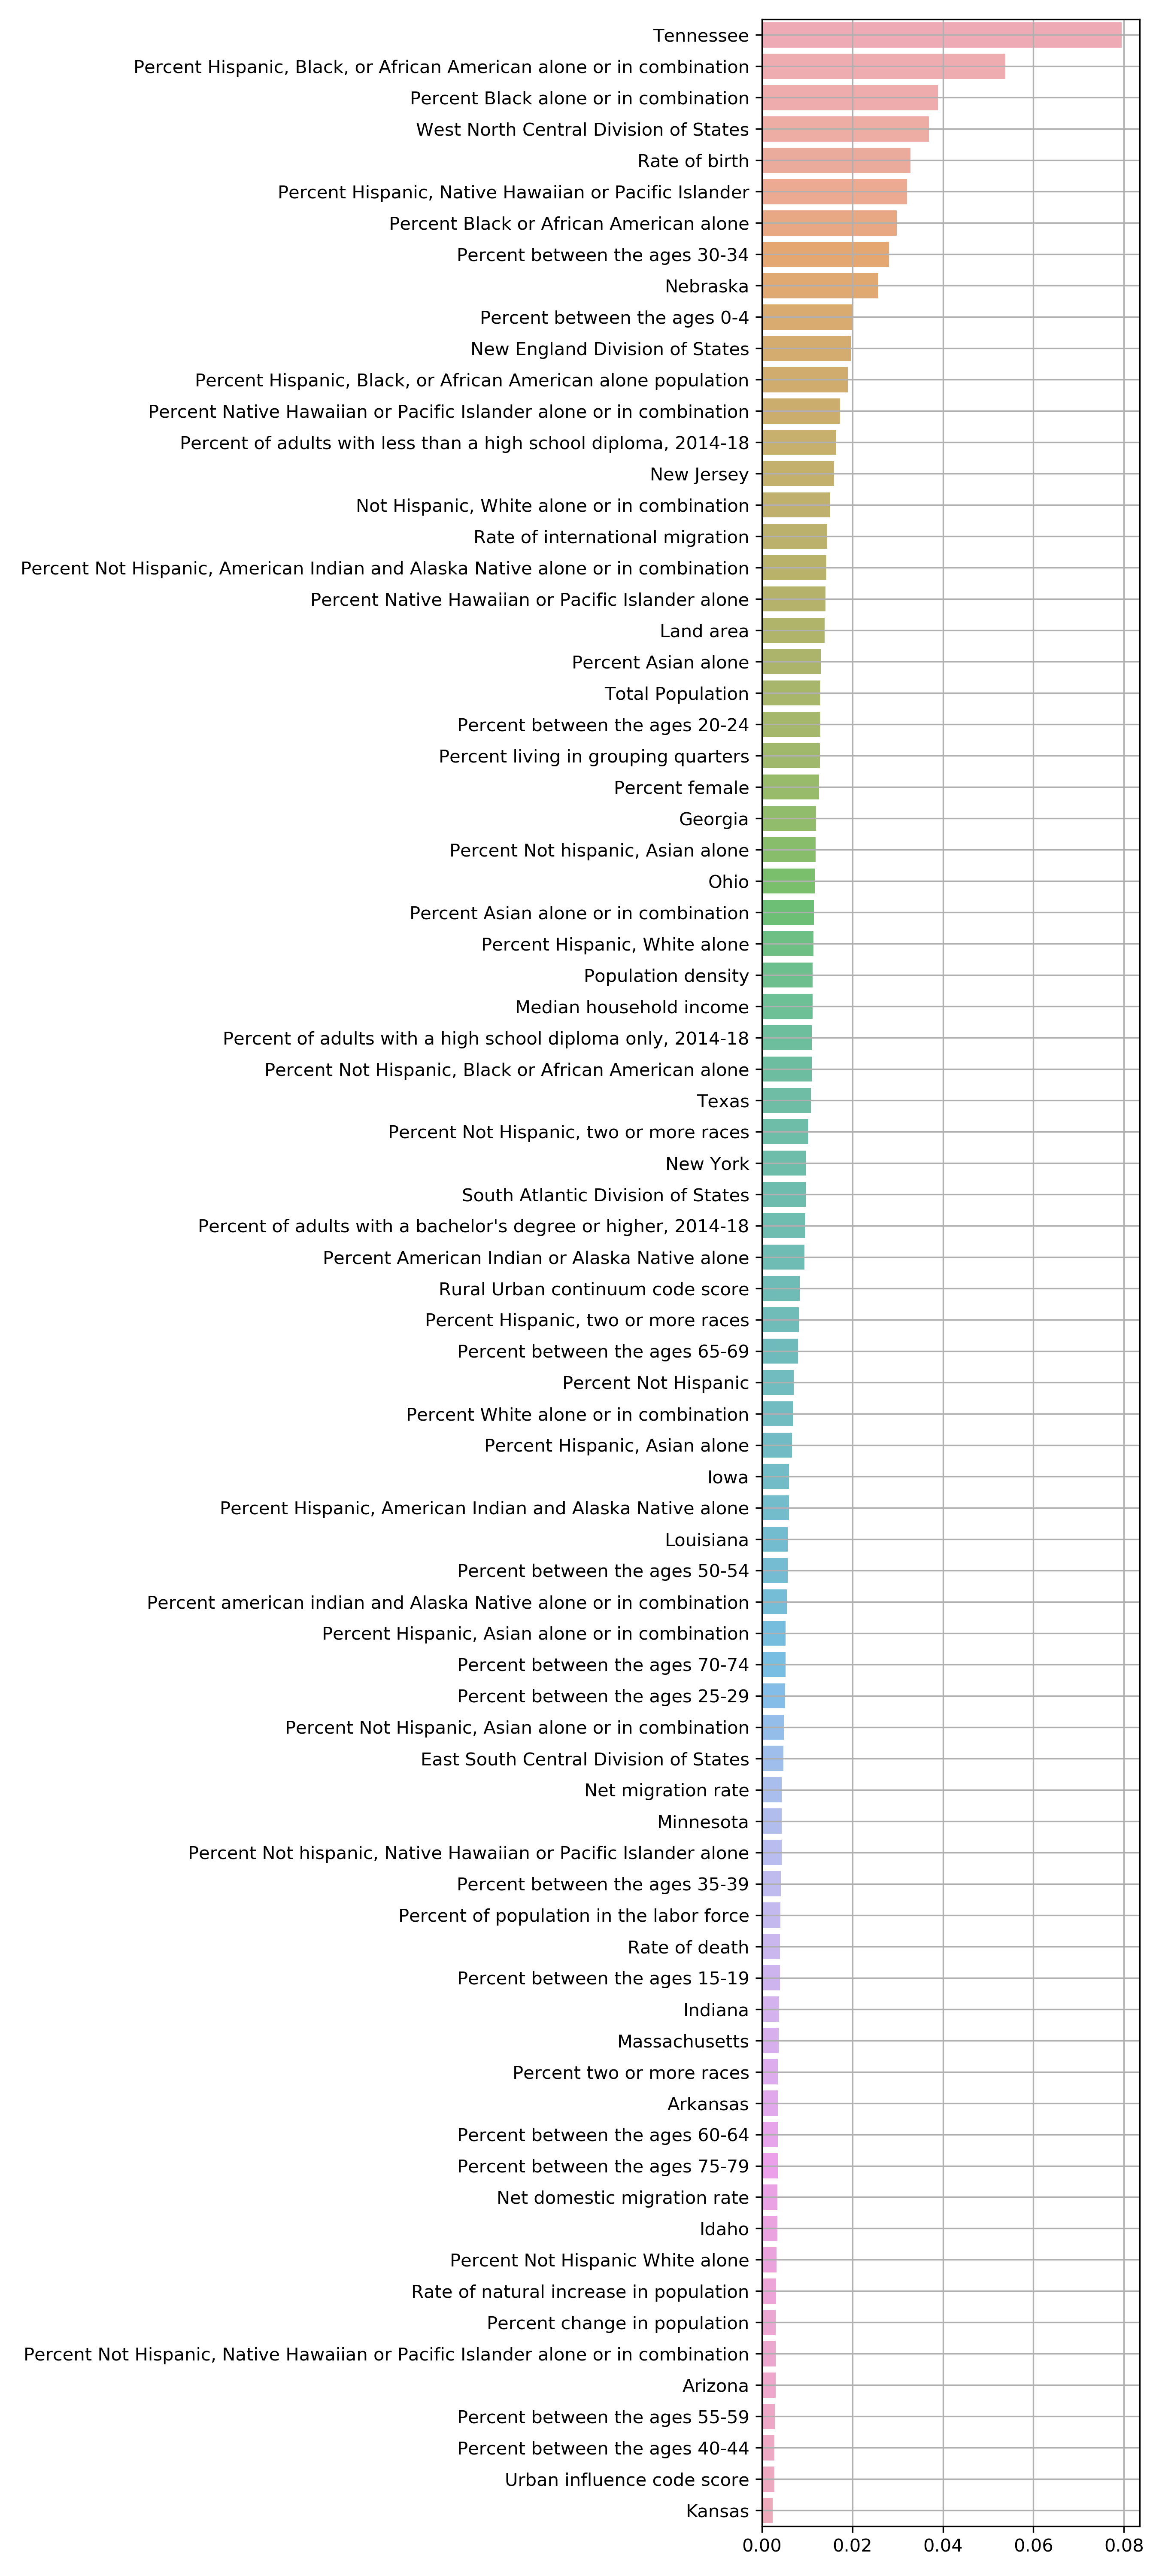 Tennessee
Percent Hispanic, Black, or African American alone or in combination
Percent Black alone or in combination
West North Central Division of States
Rate of birth
Percent Hispanic, Native Hawaiian or Pacific Islander
Percent Black or African American alone
Percent between the ages 30-34
Nebraska
Percent between the ages 0-4
New England Division of States
Percent Hispanic, Black, or African American alone population
Percent Native Hawaiian or Pacific Islander alone or in combination
Percent of adults with less than a high school diploma, 2014-18
New Jersey
Not Hispanic, White alone or in combination
Rate of international migration
Percent Not Hispanic, American Indian and Alaska Native alone or in combination
Percent Native Hawaiian or Pacific Islander alone
Land area
Percent Asian alone
Total Population
Percent between the ages 20-24
Percent living in grouping quarters
Percent female
Georgia
Percent Not hispanic, Asian alone
Ohio
Percent Asian alone or in combination
Percent Hispanic, White alone
Population density
Median household income
Percent of adults with a high school diploma only, 2014-18
Percent Not Hispanic, Black or African American alone
Texas
Percent Not Hispanic, two or more races
New York
South Atlantic Division of States
Percent of adults with a bachelor's degree or higher, 2014-18
Percent American Indian or Alaska Native alone
Rural Urban continuum code score
Percent Hispanic, two or more races
Percent between the ages 65-69
Percent Not Hispanic
Percent White alone or in combination
Percent Hispanic, Asian alone
Iowa
Percent Hispanic, American Indian and Alaska Native alone
Louisiana
Percent between the ages 50-54
Percent american indian and Alaska Native alone or in combination
Percent Hispanic, Asian alone or in combination
Percent between the ages 70-74
Percent between the ages 25-29
Percent Not Hispanic, Asian alone or in combination
East South Central Division of States
Net migration rate
Minnesota
Percent Not hispanic, Native Hawaiian or Pacific Islander alone
Percent between the ages 35-39
Percent of population in the labor force
Rate of death
Percent between the ages 15-19
Indiana
Massachusetts
Percent two or more races
Arkansas
Percent between the ages 60-64
Percent between the ages 75-79
Net domestic migration rate
Idaho
Percent Not Hispanic White alone
Rate of natural increase in population
Percent change in population
Percent Not Hispanic, Native Hawaiian or Pacific Islander alone or in combination
Arizona
Percent between the ages 55-59
Percent between the ages 40-44
Urban influence code score
Kansas
0.00 0.02 0.04 0.06 0.08